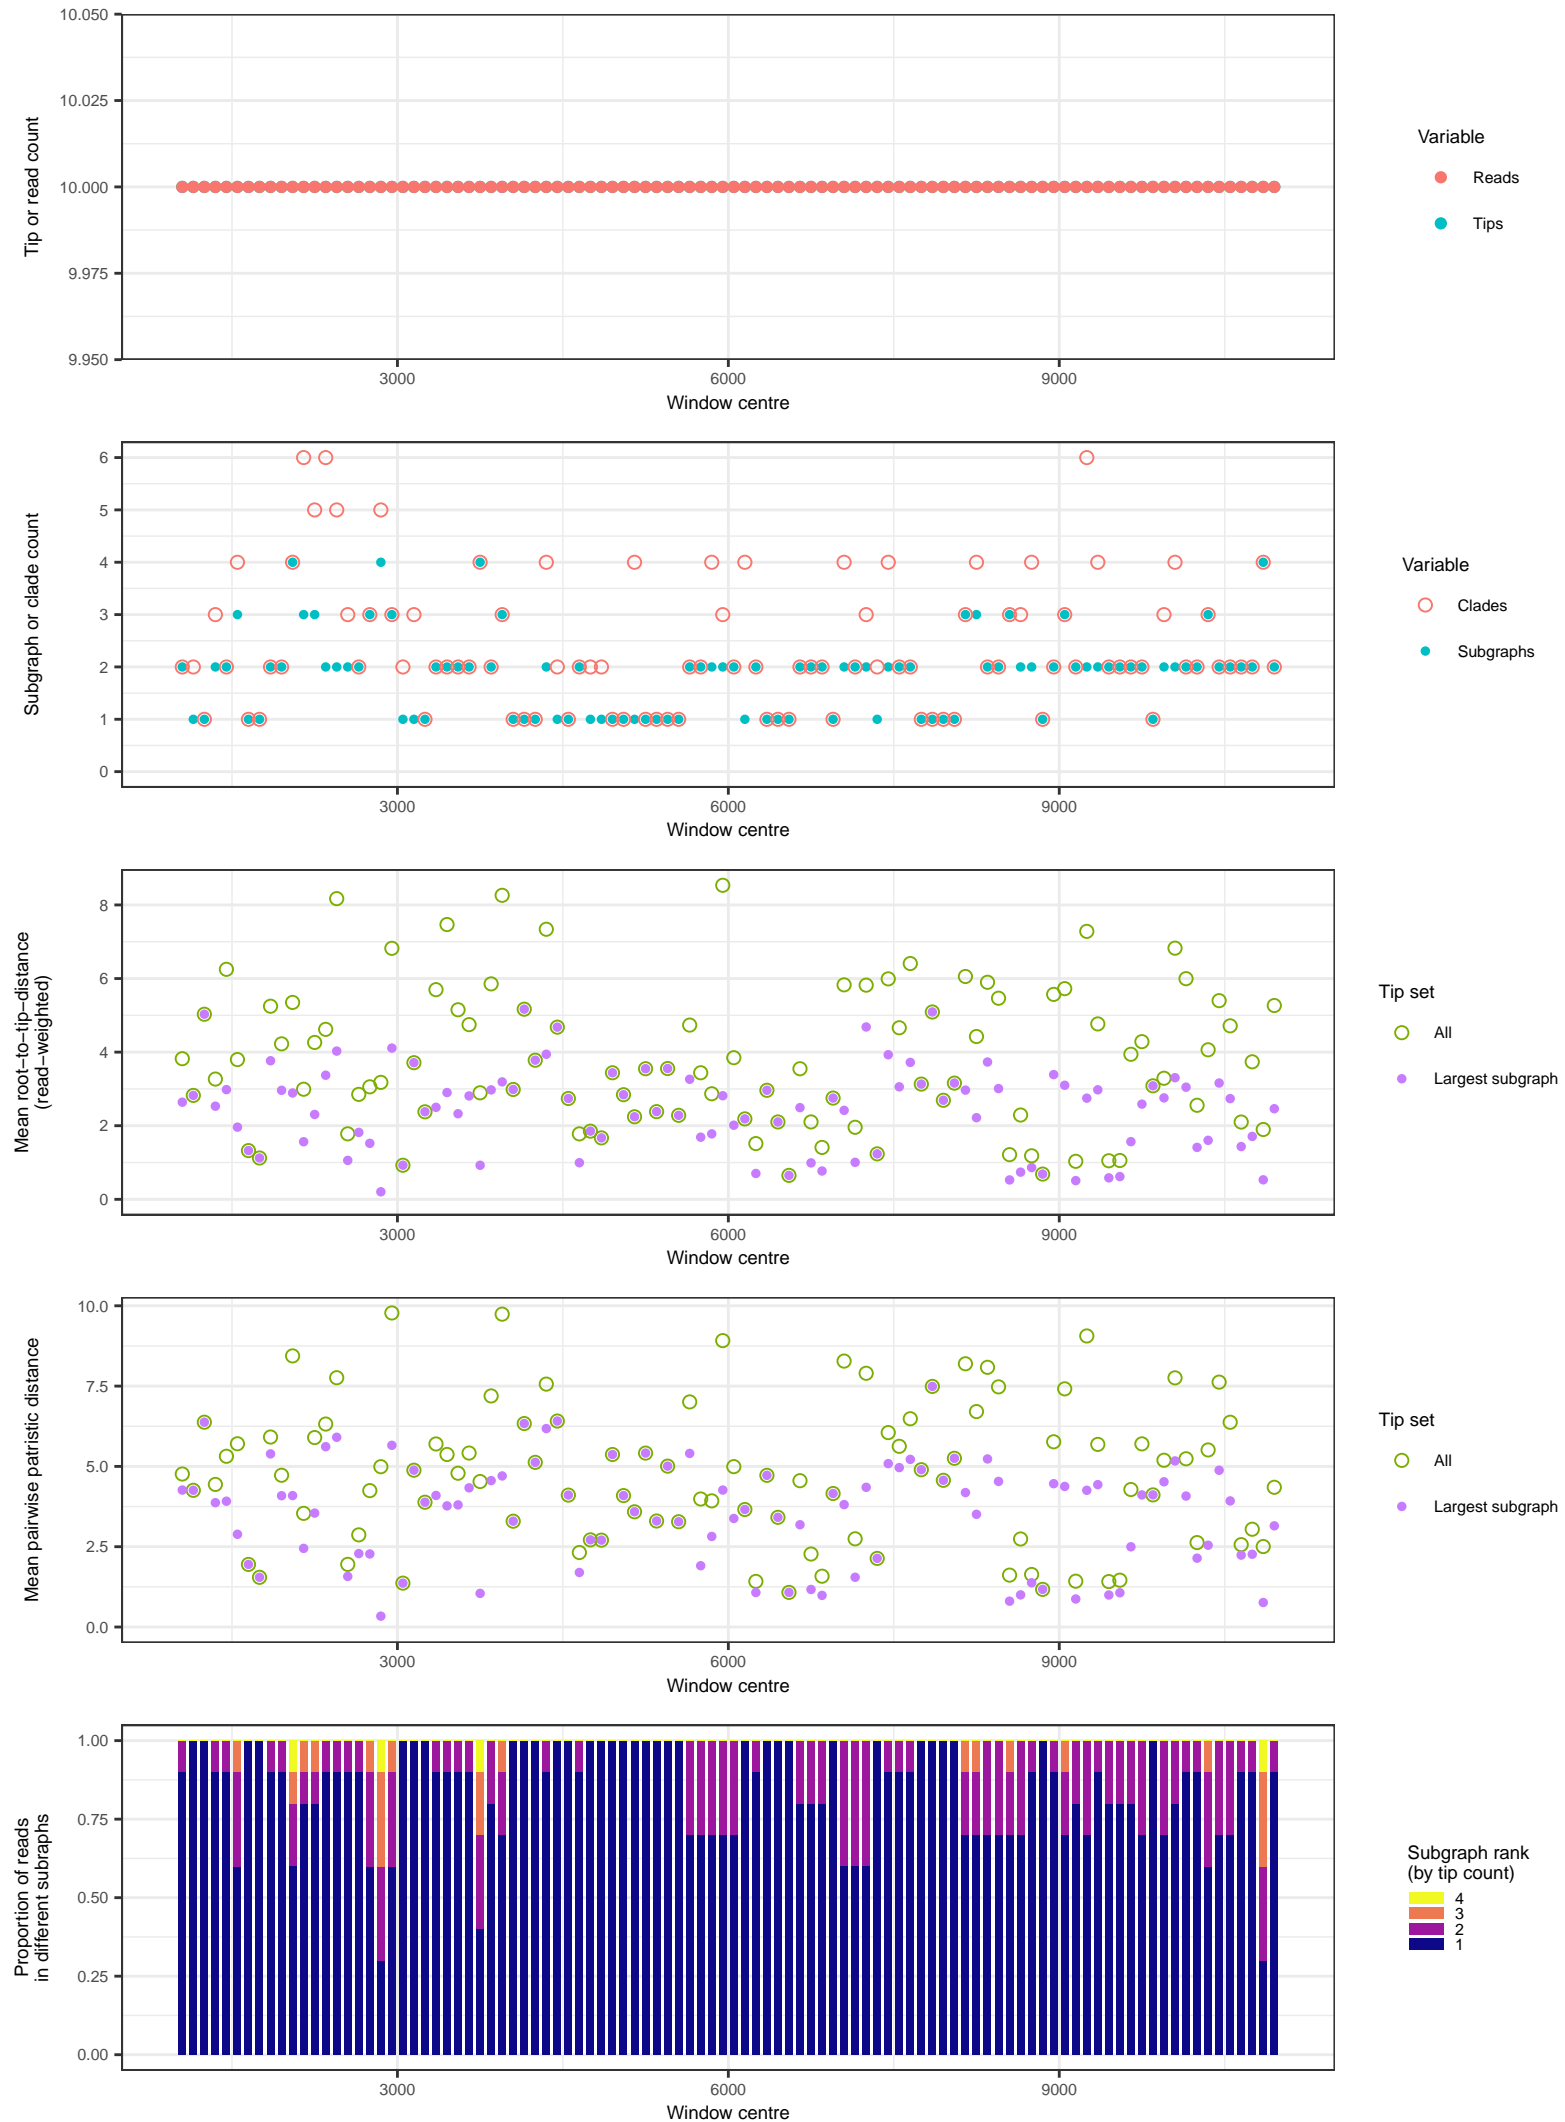 10.050
10.025
10.000
9.975
9.950
Tip or read count
3000
6000
9000
Window centre
Variable
Reads
Tips
6
5
4
3
2
1
0
Subgraph or clade count
3000
6000
9000
Window centre
Variable
Clades
Subgraphs
8
6
4
2
0
Mean root−to−tip−distance
(read−weighted)
3000
6000
9000
Window centre
Tip set
All
Largest subgraph
10.0
7.5
5.0
2.5
0.0
Mean pairwise patristic distance
3000
6000
9000
Window centre
Tip set
All
Largest subgraph
1.00
0.75
0.50
0.25
0.00
Proportion of reads
in different subraphs
3000
6000
9000
Window centre
Subgraph rank
(by tip count)
4
3
2
1